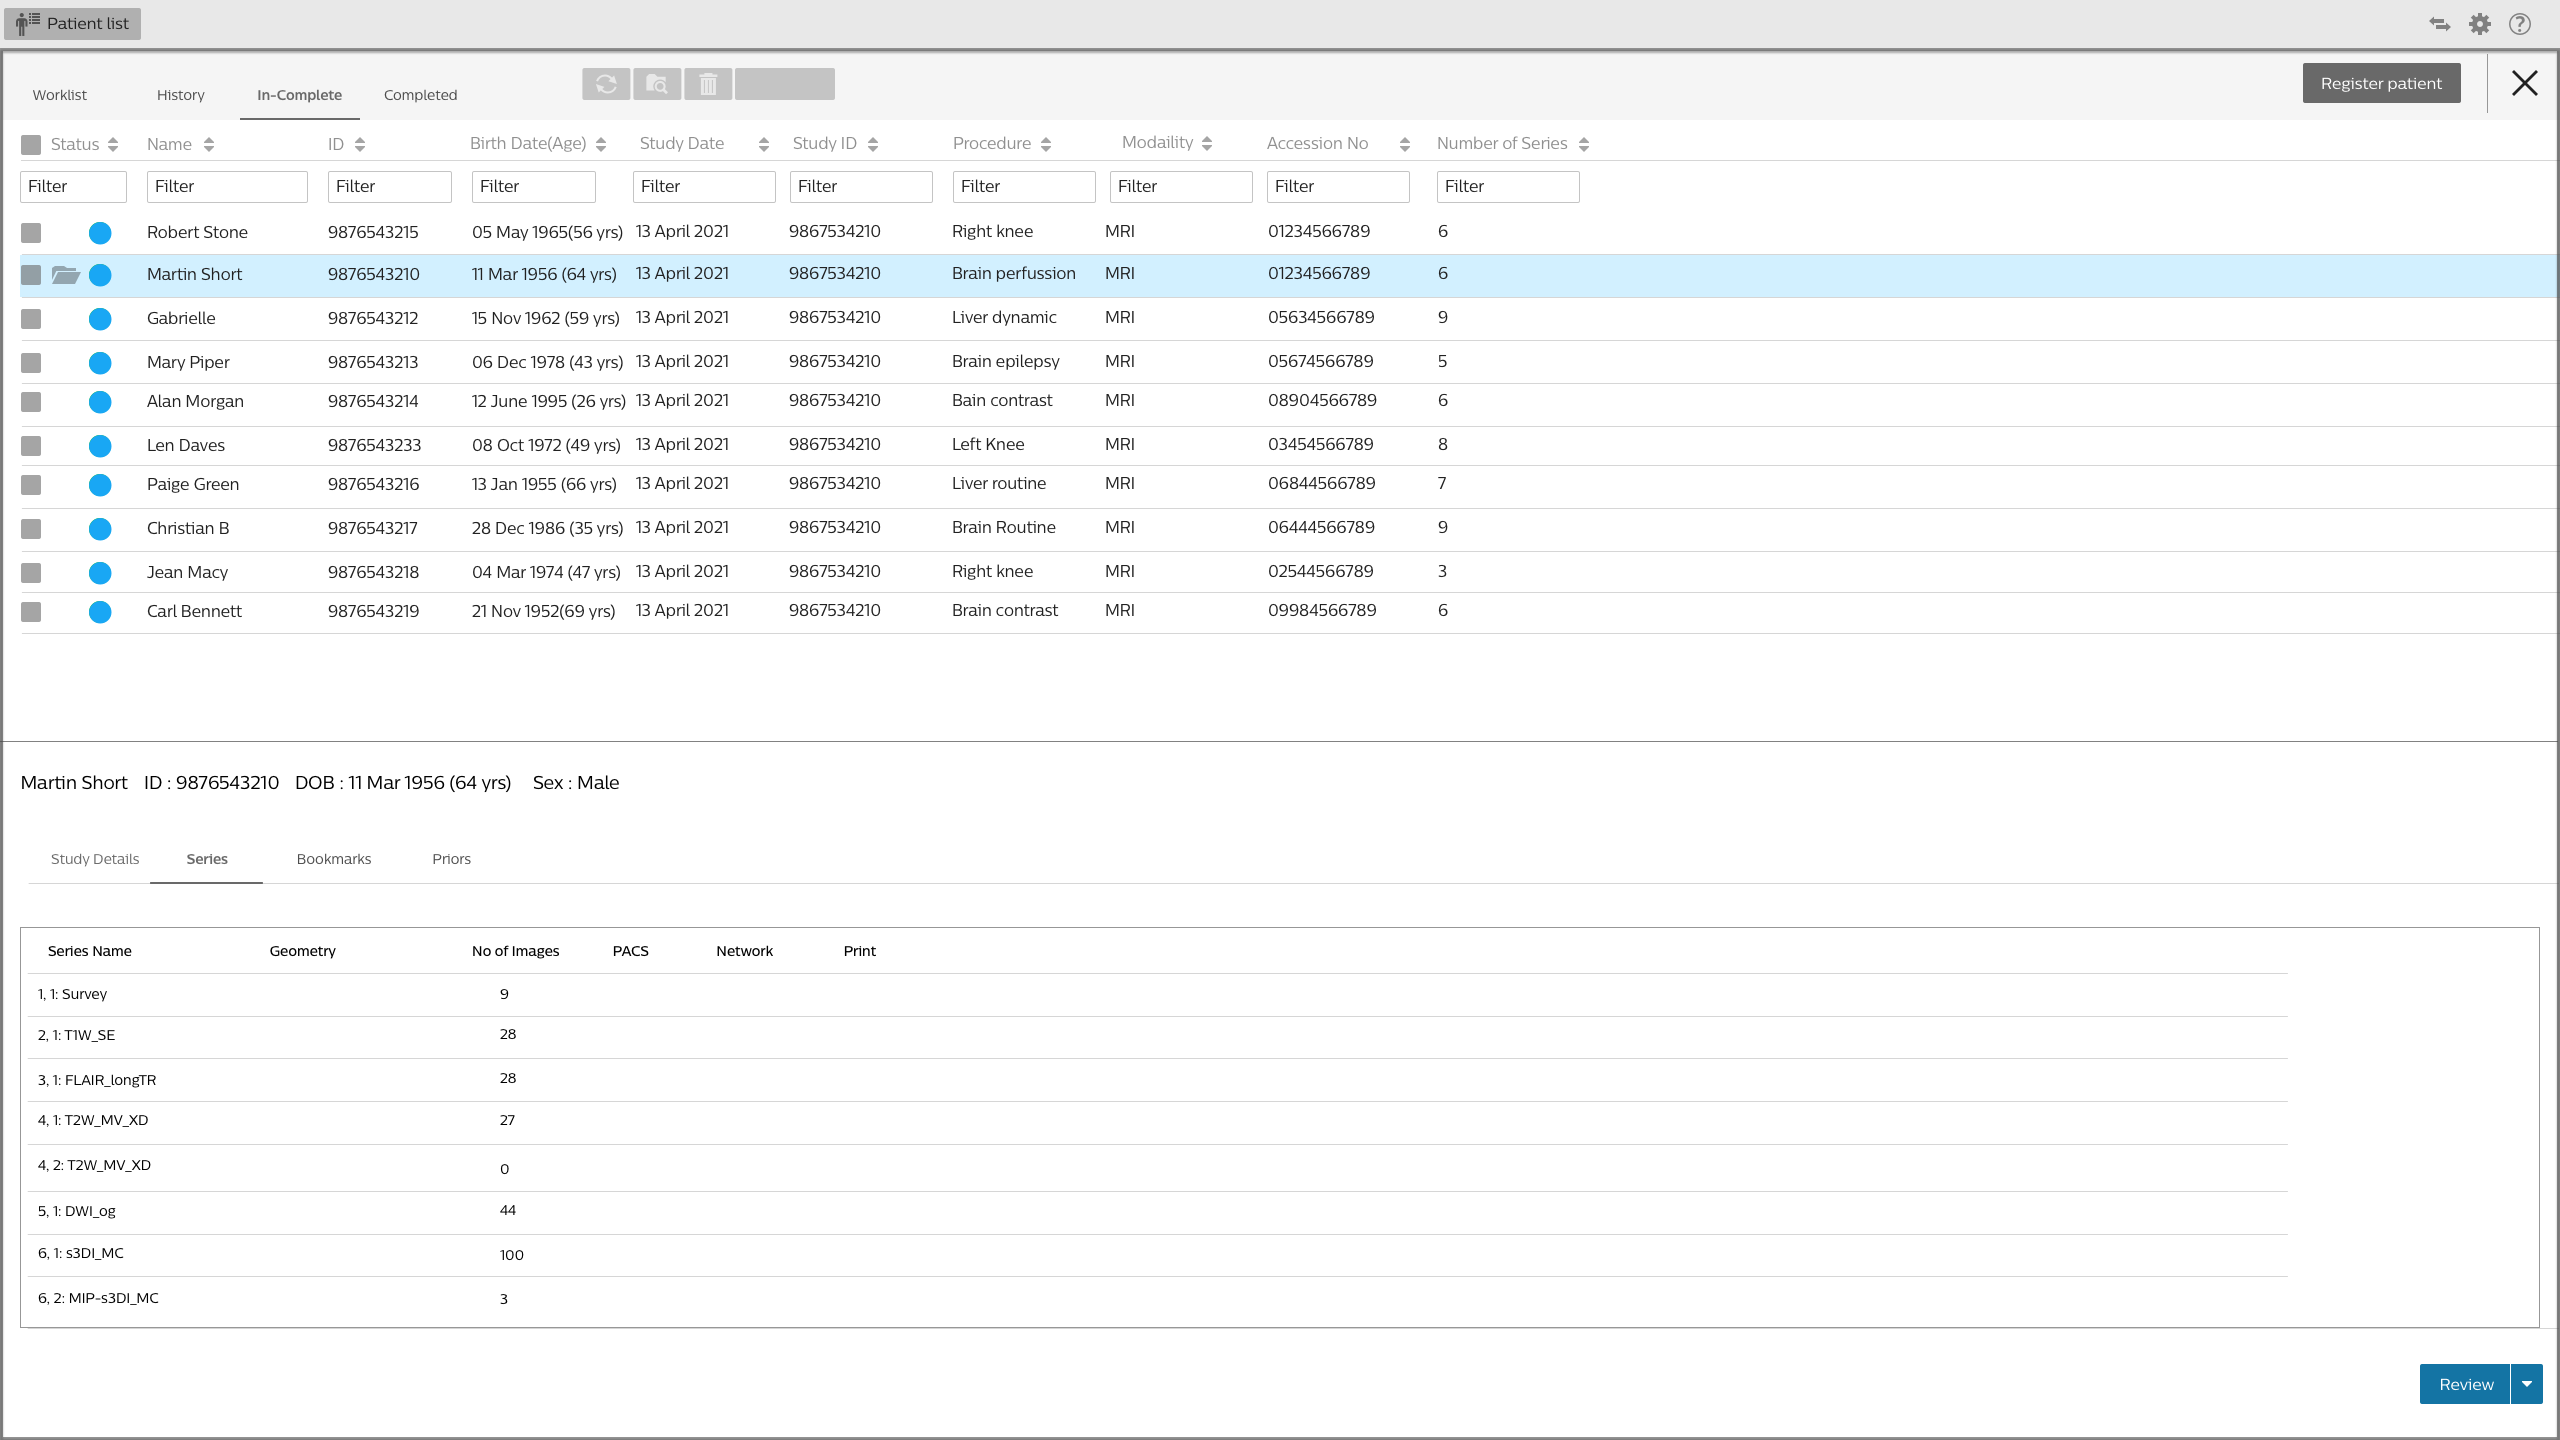 Patient list
Worklist History In-Complete Completed Register patient
Status Name ID Birth Date(Age) Study Date Study ID Procedure Modaility Accession No Number of Series
Filter Filter Filter Filter Filter Filter Filter Filter Filter Filter
Robert Stone 9876543215 05 May 1965(56 yrs) 13 April 2021 9867534210 Right knee MRI 01234566789 6
Martin Short 9876543210 11 Mar 1956 (64 yrs) 13 April 2021 9867534210 Brain perfussion MRI 01234566789 6
Gabrielle 9876543212 15 Nov 1962 (59 yrs) 13 April 2021 9867534210 Liver dynamic MRI 05634566789 9
Mary Piper 9876543213 06 Dec 1978 (43 yrs) 13 April 2021 9867534210 Brain epilepsy MRI 05674566789 5
Alan Morgan 9876543214 12 June 1995 (26 yrs) 13 April 2021 9867534210 Bain contrast MRI 08904566789 6
Len Daves 9876543233 08 Oct 1972 (49 yrs) 13 April 2021 9867534210 Left Knee MRI 03454566789 8
Paige Green 9876543216 13 Jan 1955 (66 yrs) 13 April 2021 9867534210 Liver routine MRI 06844566789 7
Christian B 9876543217 28 Dec 1986 (35 yrs) 13 April 2021 9867534210 Brain Routine MRI 06444566789 9
Jean Macy 9876543218 04 Mar 1974 (47 yrs) 13 April 2021 9867534210 Right knee MRI 02544566789 3
Carl Bennett 9876543219 21 Nov 1952(69 yrs) 13 April 2021 9867534210 Brain contrast MRI 09984566789 6
Martin Short ID : 9876543210 DOB : 11 Mar 1956 (64 yrs) Sex : Male
Study Details Series Bookmarks Priors
Series Name Geometry No of Images PACS Network Print
1, 1: Survey 9
2, 1: T1W_SE 28
3, 1: FLAIR_longTR 28
4, 1: T2W_MV_XD 27
4, 2: T2W_MV_XD 0
5, 1: DWI_og 44
6, 1: s3DI_MC 100
6, 2: MIP-s3DI_MC 3
Review